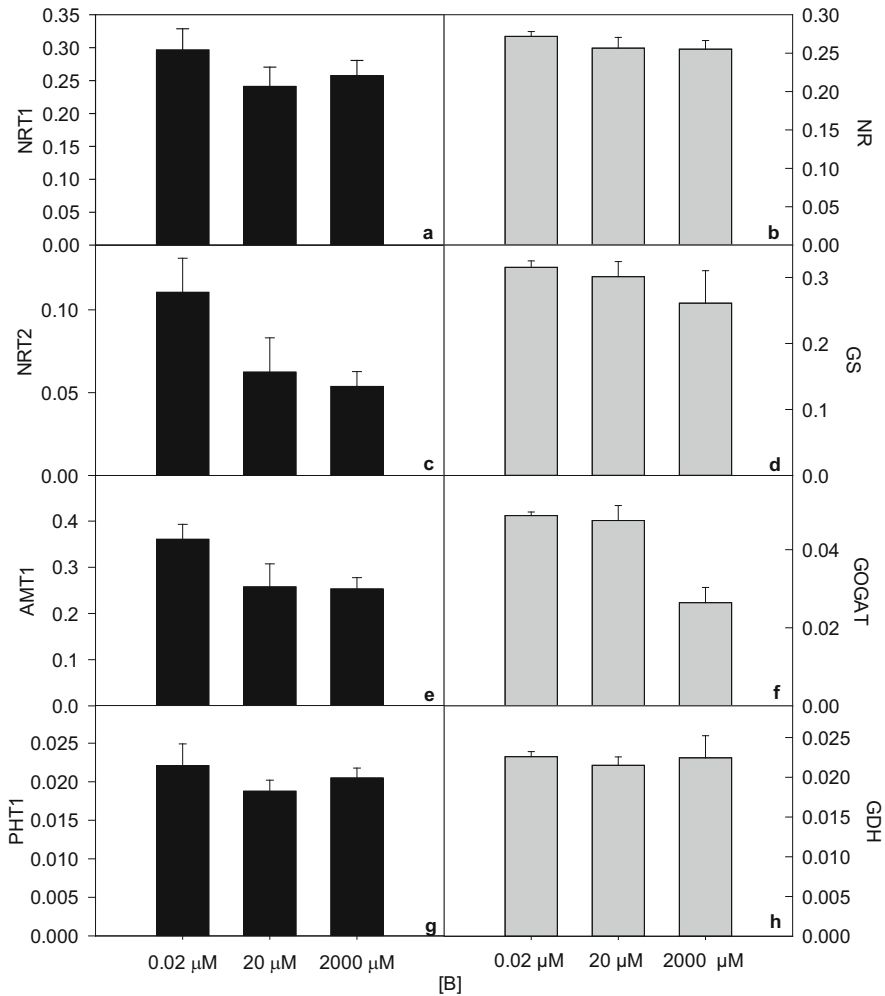 0.35
0.30
0.25
0.20
0.15
0.10
0.05
0.00
NRT1
a
0.30
0.25
0.20
0.15
0.10
0.05
0.00
NR
b
0.10
0.05
0.00
NRT2
c
0.3
0.2
0.1
0.0
GS
d
0.4
0.3
0.2
0.1
0.0
AMT1
e
0.04
0.02
0.00
GOGAT
f
0.025
0.020
0.015
0.010
0.005
0.000
PHT1
g
0.025
0.020
0.015
0.010
0.005
0.000
GDH
h
0.02 µM 20 µM 2000 µM 0.02 µM 20 µM 2000 µM
[B]